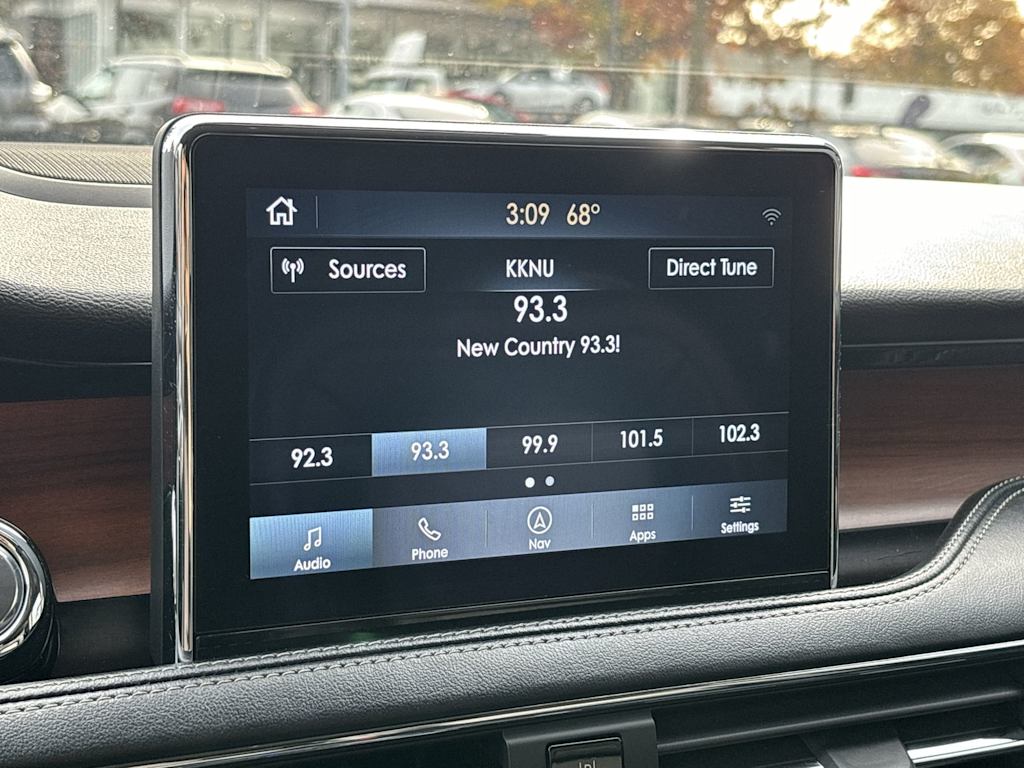 3:09 68°
Sources KKNU Direct Tune
93.3
New Country 93.3!
92.3 93.3 99.9 101.5 102.3
Audio Phone Nav Apps Settings